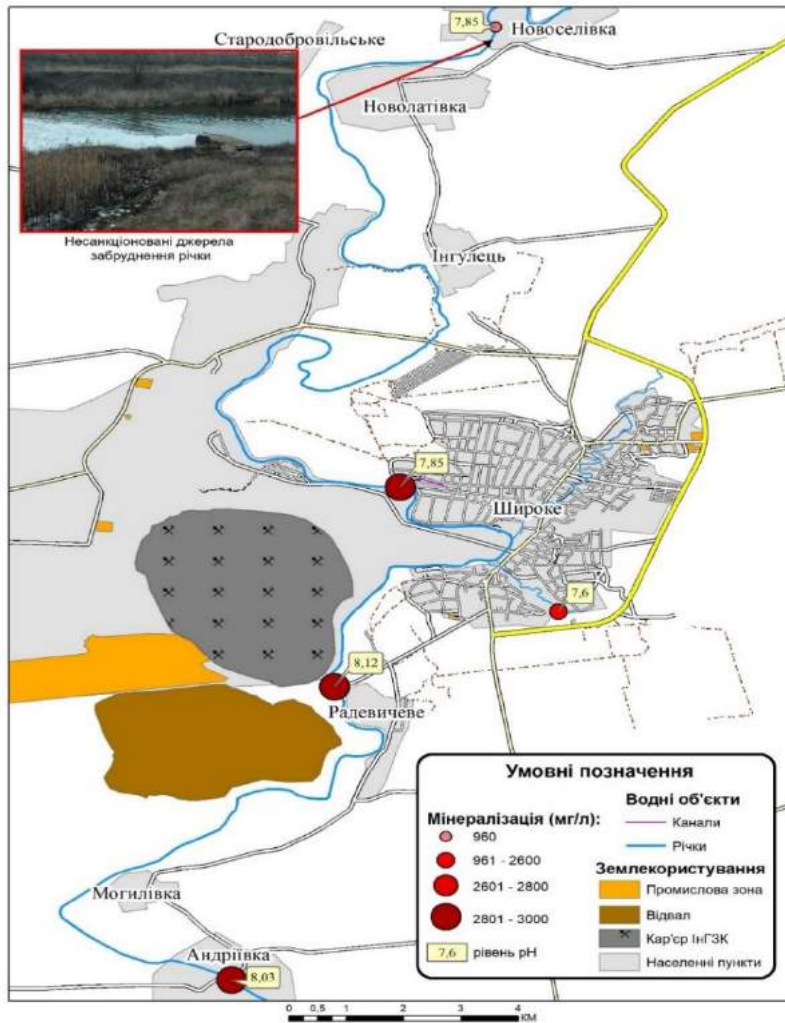 7,85
Новоселівка
Стародобровільське
Новолатівка
Несанкціоновані джерела
забруднення річки
Інгулець
7,85
Широке
7,6
8,12
Радевичеве
Могилівка
Андріївка
8,03
Умовні позначення
Мінералізація (мг/л):
960
961 - 2600
2601 - 2800
2801 - 3000
7,6 рівень pH
Водні об'єкти
Канали
Річки
Землекористування
Промислова зона
Відвал
Кар'єр ІнГЗК
Населенні пункти
0 0,5 1 2 3 4
КМ